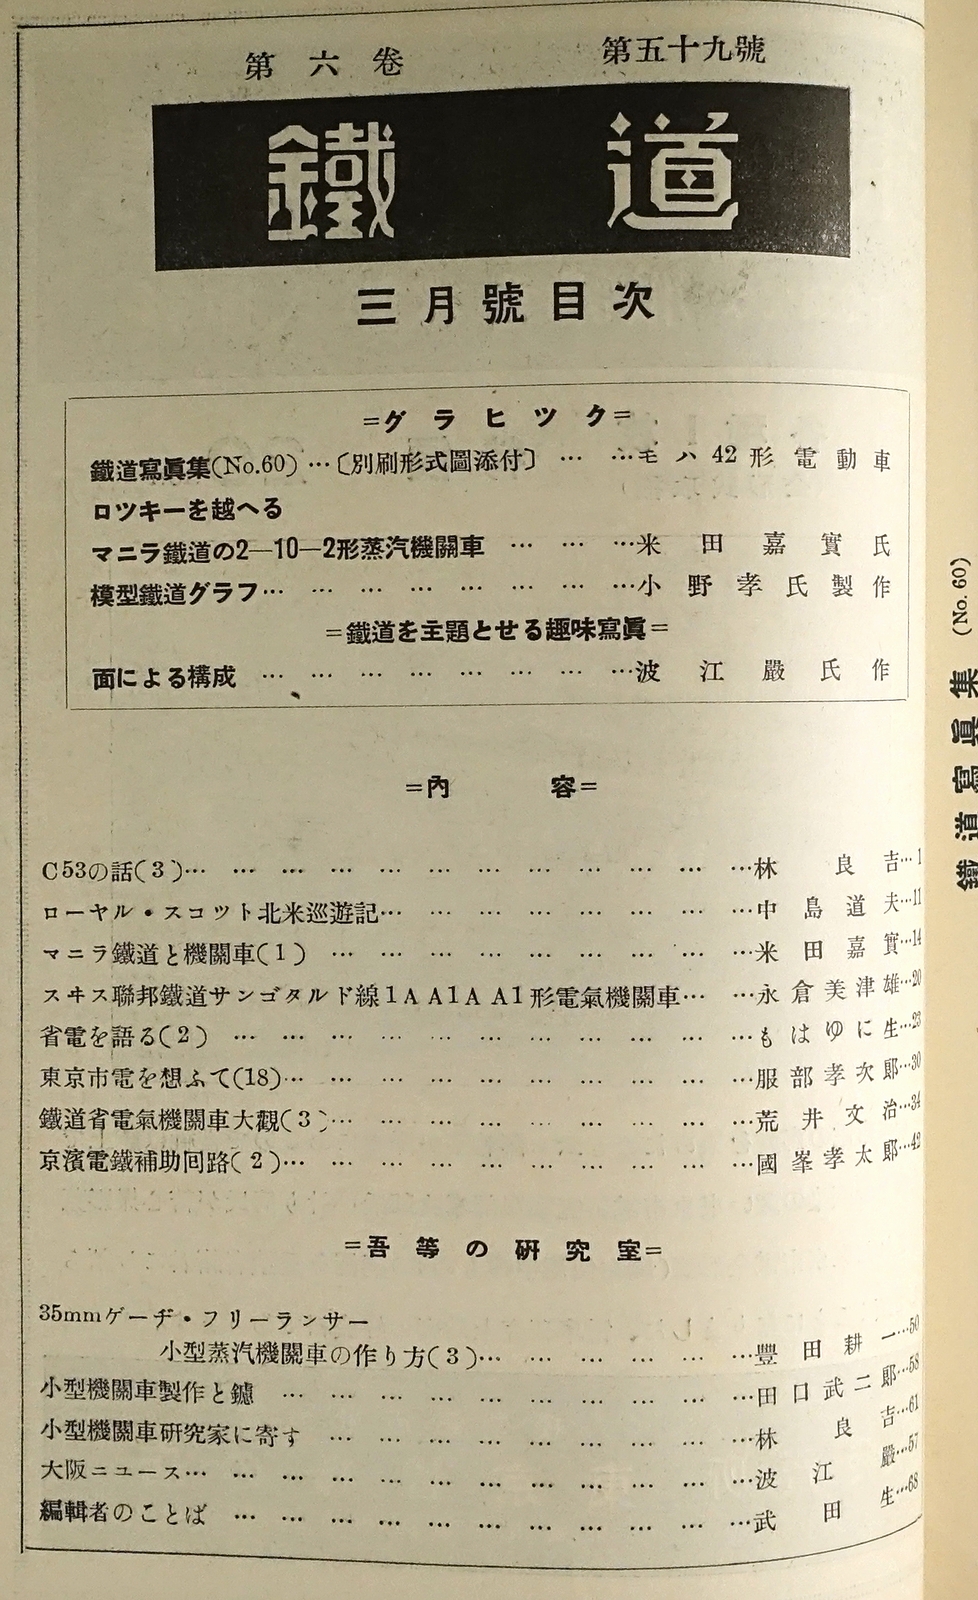 第六卷　第五十九號
鐵道
三月號目次
=グラヒツク=
鐵道寫眞集(No.60)…〔別刷形式圖添付〕………モハ42形電動車
ロツキーを越へる
マニラ鐵道の2—10—2形蒸汽機關車…………米田嘉實氏
模型鐵道グラフ………………………小野孝氏製作
=鐵道を主題とせる趣味寫眞=
面による構成………………………波江嚴氏作
=內容=
C53の話(3)…………………………………林良吉…1
ローヤル・スコツト北米巡遊記………………………中島道夫…11
マニラ鐵道と機關車(1)……………………………米田嘉實…14
スヰス聯邦鐵道サンゴタルド線1A A1A A1形電氣機關車……永倉美津雄…20
省電を語る(2)………………………………もはゆに生…23
東京市電を想ふて(18)……………………………服部孝次郞…30
鐵道省電氣機關車大觀(3)…………………………荒井文治…34
京濱電鐵補助回路(2)……………………………國峯孝太郞…42
=吾等の硏究室=
35mmゲーヂ・フリーランサー
小型蒸汽機關車の作り方(3)………………豐田耕一…50
小型機關車製作と鑢……………………………田口武二郞…58
小型機關車硏究家に寄す…………………………林良吉…61
大阪ニユース…………………………………波江嚴…57
編輯者のことば………………………………武田生…68
鐵道寫眞集 (No. 60)